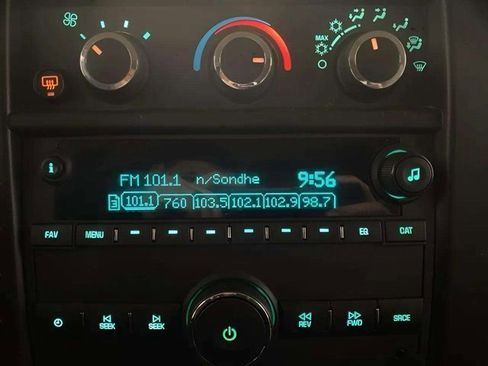 MAX
i
FM 101.1 n/Sondhe 9:56
3 101.1 760 103.5 102.1 102.9 98.7
FAV MENU EQ CAT
SEEK SEEK REV FWD SRCE